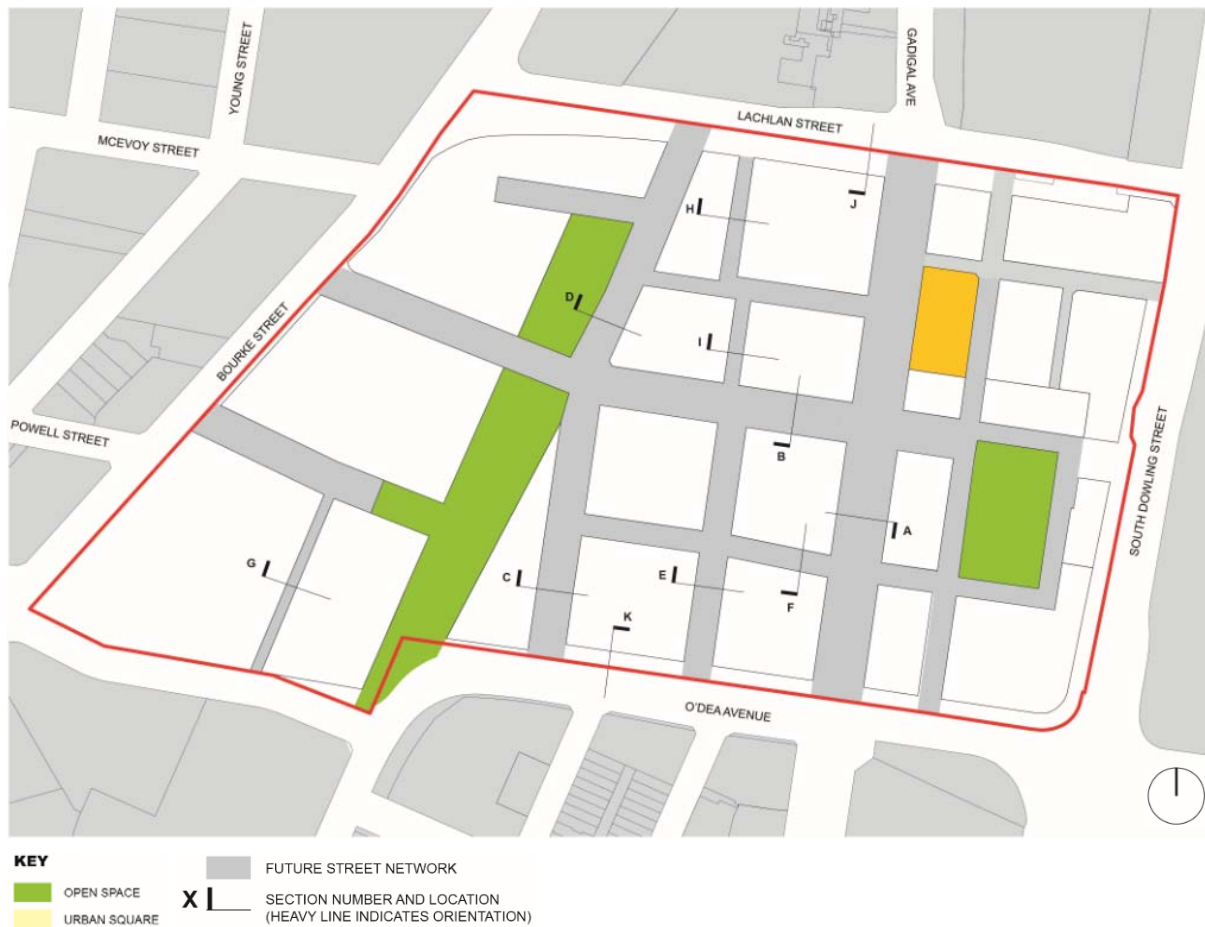 YOUNG STREET
GADIGAL AVE
LACHLAN STREET
MCEVOY STREET
H
J
D
I
BOURKE STREET
POWELL STREET
B
SOUTH DOWLING STREET
A
G
C
E
F
K
O'DEA AVENUE
KEY
OPEN SPACE
URBAN SQUARE
FUTURE STREET NETWORK
X
SECTION NUMBER AND LOCATION
(HEAVY LINE INDICATES ORIENTATION)